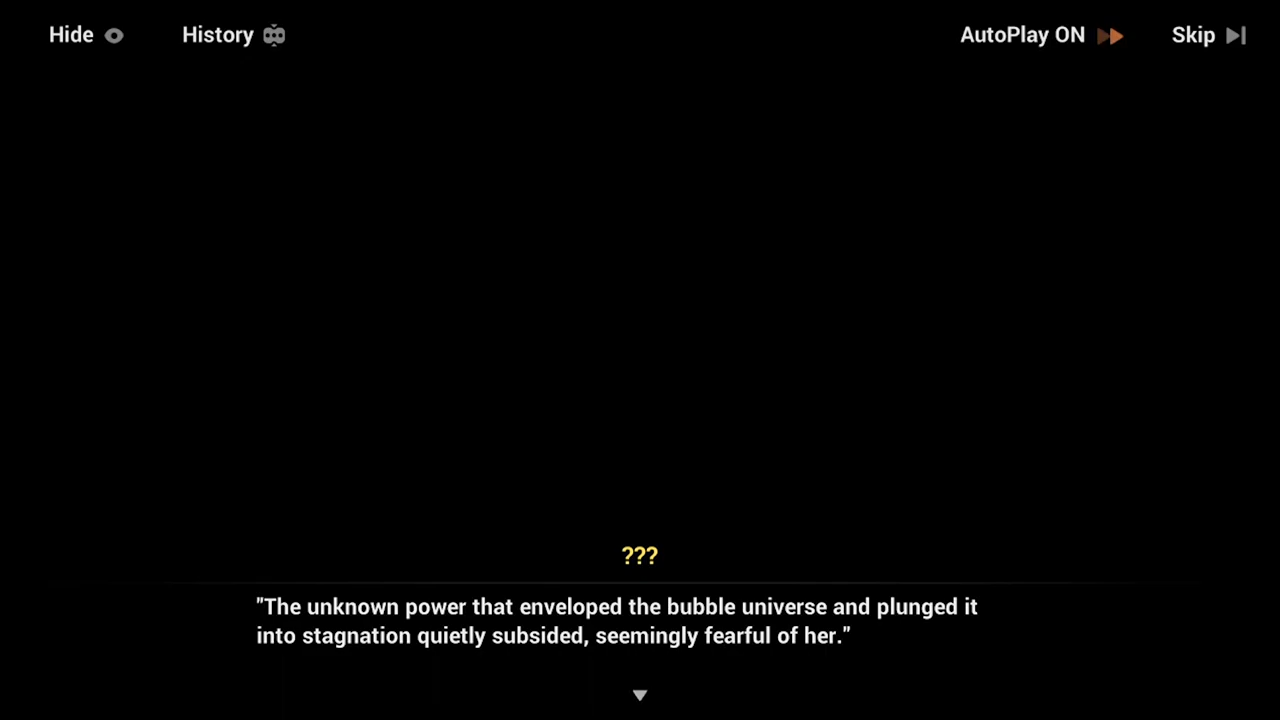 Hide
History
AutoPlay ON
Skip
???
"The unknown power that enveloped the bubble universe and plunged it
into stagnation quietly subsided, seemingly fearful of her."